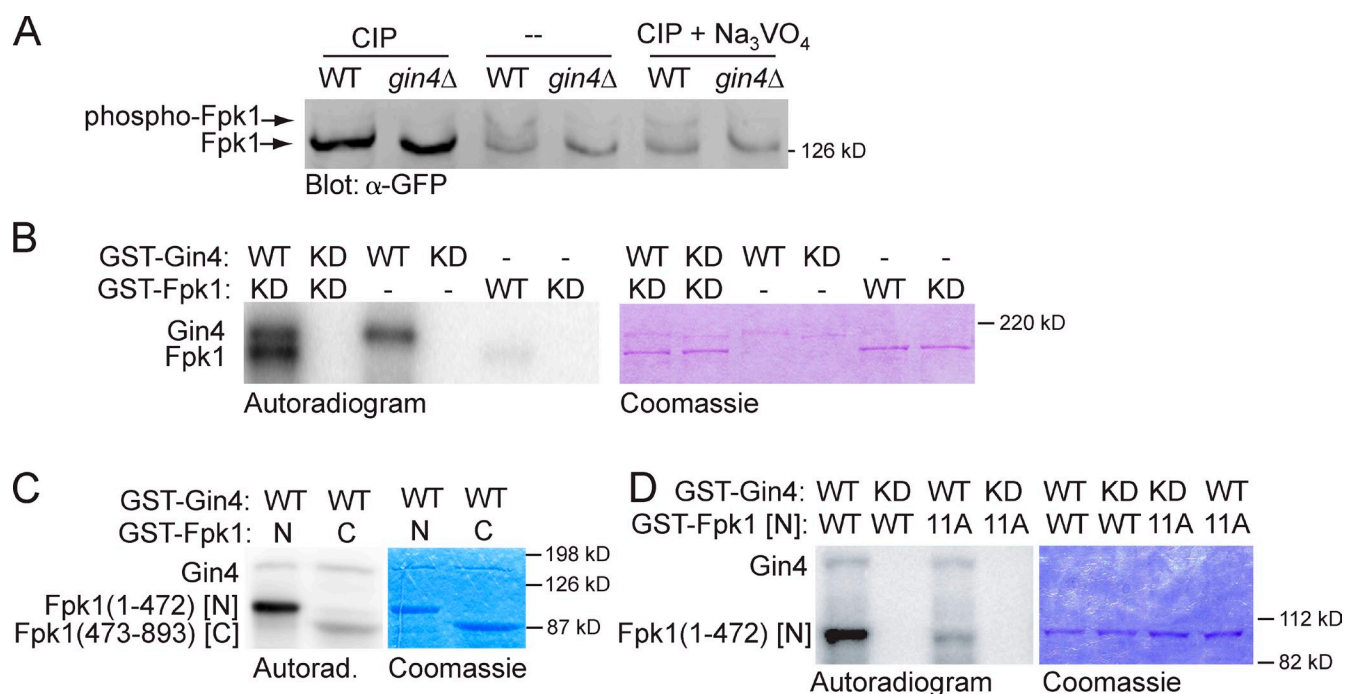 A
CIP -- CIP + Na3VO4
WT gin4Δ WT gin4Δ WT gin4Δ
phospho-Fpk1
Fpk1
- 126 kD
Blot: α-GFP
B
GST-Gin4: WT KD WT KD - - WT KD WT KD - -
GST-Fpk1: KD KD - - WT KD KD KD - - WT KD
Gin4
Fpk1
220 kD
Autoradiogram Coomassie
C
GST-Gin4: WT WT WT WT
GST-Fpk1: N C N C
Gin4
Fpk1(1-472) [N]
Fpk1(473-893) [C]
198 kD
126 kD
87 kD
Autorad. Coomassie
D
GST-Gin4: WT KD WT KD WT KD KD WT
GST-Fpk1 [N]: WT WT 11A 11A WT WT 11A 11A
Gin4
Fpk1(1-472) [N]
112 kD
82 kD
Autoradiogram Coomassie